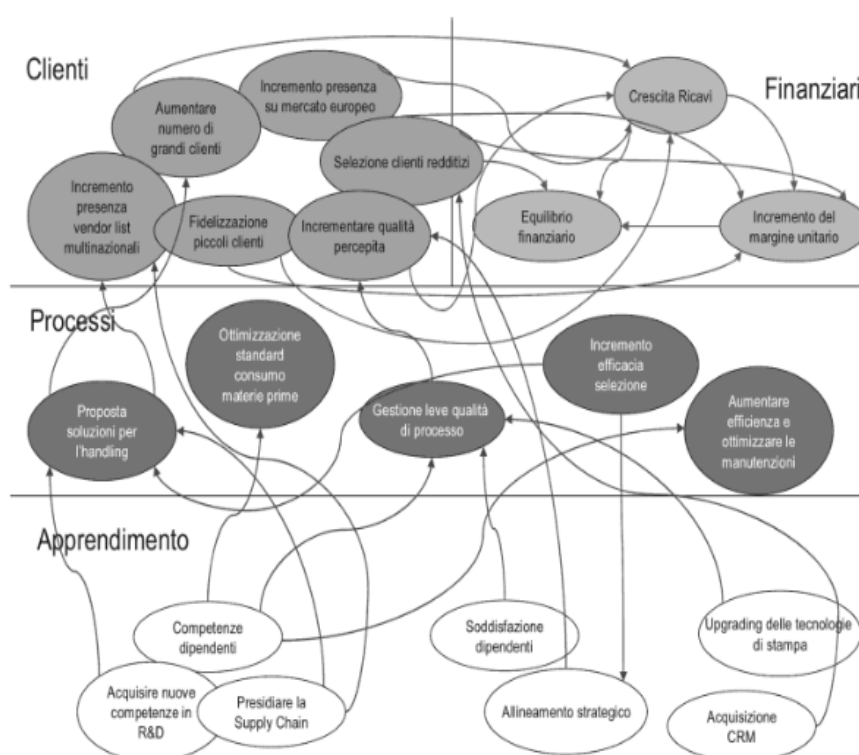 Clienti
Finanziari
Incremento presenza
su mercato europeo
Crescita Ricavi
Aumentare
numero di
grandi clienti
Selezione clienti redditizi
Incremento
presenza
vendor list
multinazionali
Fidelizzazione
piccoli clienti
Incrementare qualità
percepita
Equilibrio
finanziario
Incremento del
margine unitario
Processi
Ottimizzazione
standard
consumo
materie prime
Incremento
efficacia
selezione
Proposta
soluzioni per
l'handling
Gestione leve qualità
di processo
Aumentare
efficienza e
ottimizzare le
manutenzioni
Apprendimento
Competenze
dipendenti
Soddisfazione
dipendenti
Upgrading delle tecnologie
di stampa
Acquisire nuove
competenze in
R&D
Presidiare la
Supply Chain
Allineamento strategico
Acquisizione
CRM